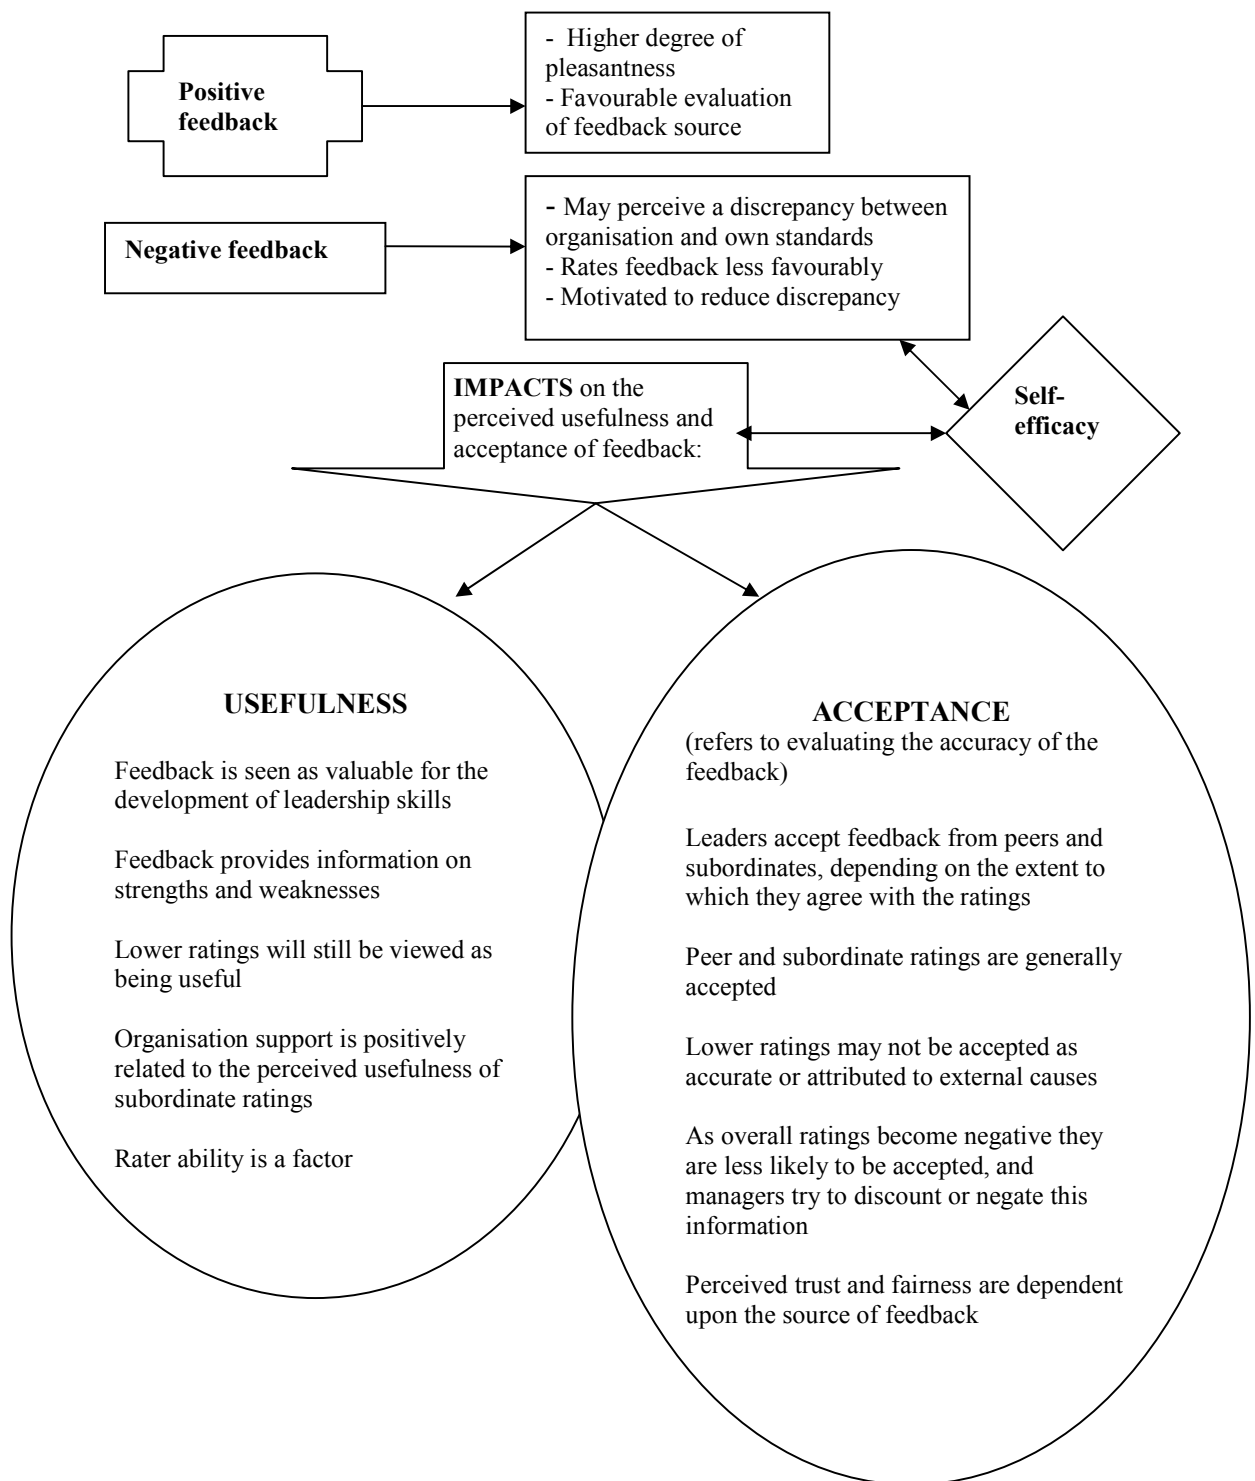 Positive
feedback
- Higher degree of
pleasantness
- Favourable evaluation
of feedback source
Negative feedback
- May perceive a discrepancy between
organisation and own standards
- Rates feedback less favourably
- Motivated to reduce discrepancy
IMPACTS on the
perceived usefulness and
acceptance of feedback:
Self-
efficacy
USEFULNESS
Feedback is seen as valuable for the
development of leadership skills
Feedback provides information on
strengths and weaknesses
Lower ratings will still be viewed as
being useful
Organisation support is positively
related to the perceived usefulness of
subordinate ratings
Rater ability is a factor
ACCEPTANCE
(refers to evaluating the accuracy of the
feedback)
Leaders accept feedback from peers and
subordinates, depending on the extent to
which they agree with the ratings
Peer and subordinate ratings are generally
accepted
Lower ratings may not be accepted as
accurate or attributed to external causes
As overall ratings become negative they
are less likely to be accepted, and
managers try to discount or negate this
information
Perceived trust and fairness are dependent
upon the source of feedback